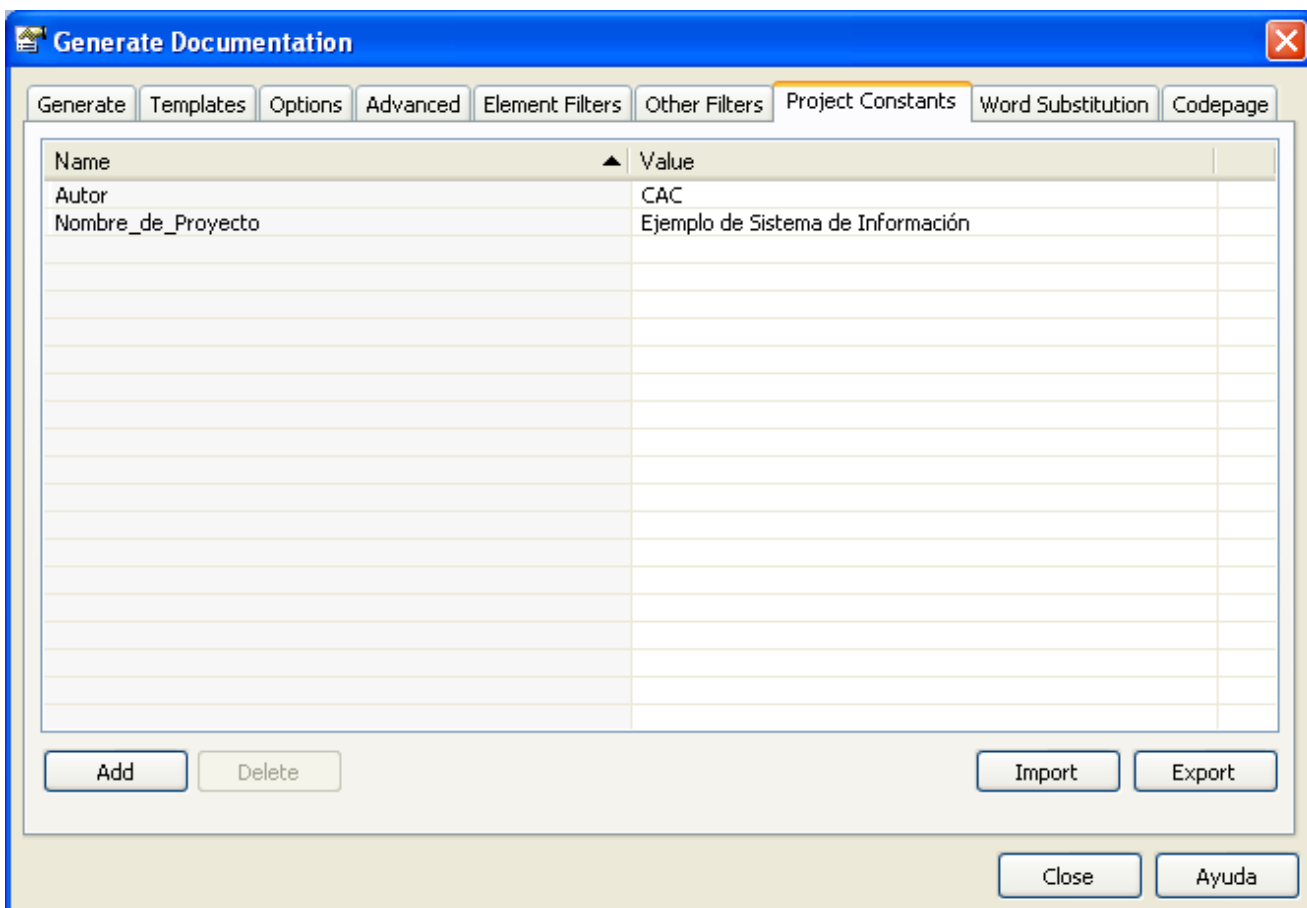 Generate Documentation
Generate Templates Options Advanced Element Filters Other Filters Project Constants Word Substitution Codepage
Name Value
Autor CAC
Nombre_de_Proyecto Ejemplo de Sistema de Información
Add Delete Import Export
Close Ayuda